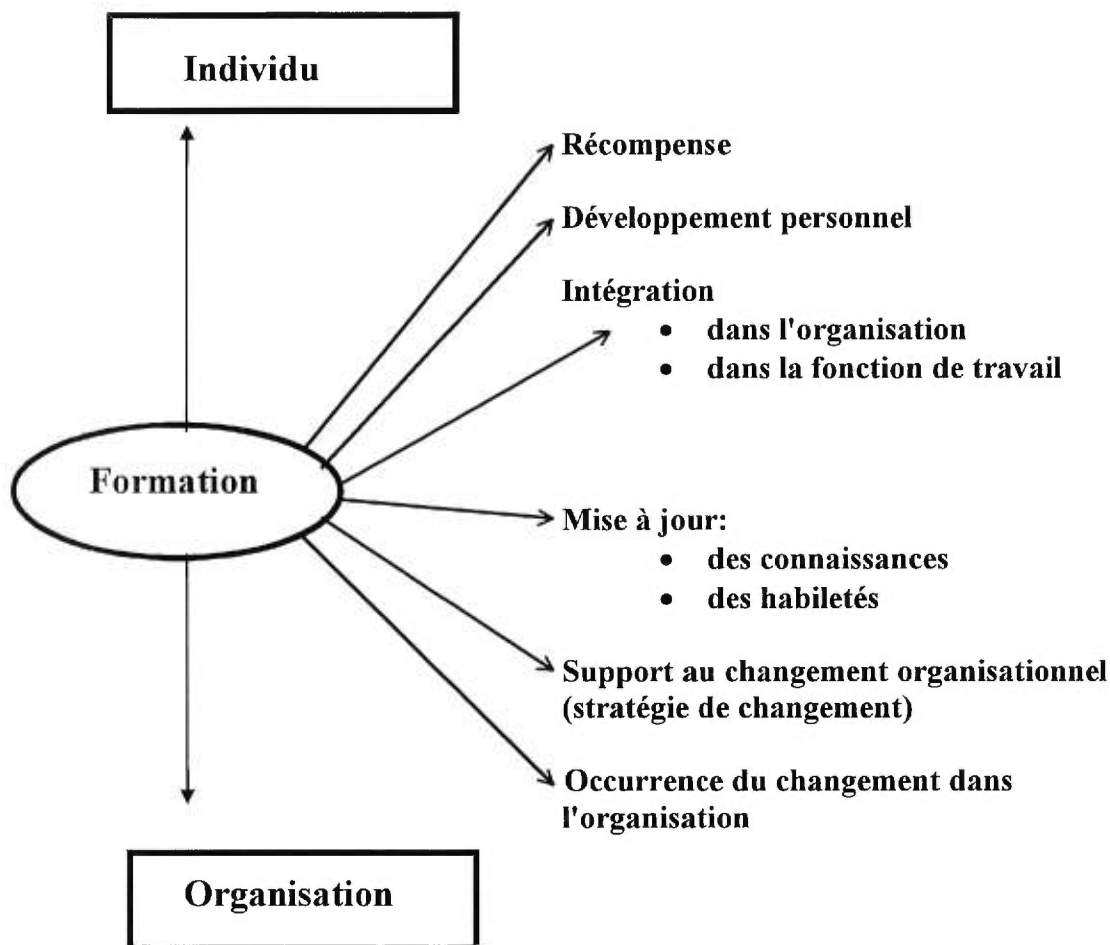 Individu
Récompense
Développement personnel
Intégration
• dans l'organisation
• dans la fonction de travail
Formation
Mise à jour:
• des connaissances
• des habiletés
Support au changement organisationnel
(stratégie de changement)
Occurrence du changement dans
l'organisation
Organisation